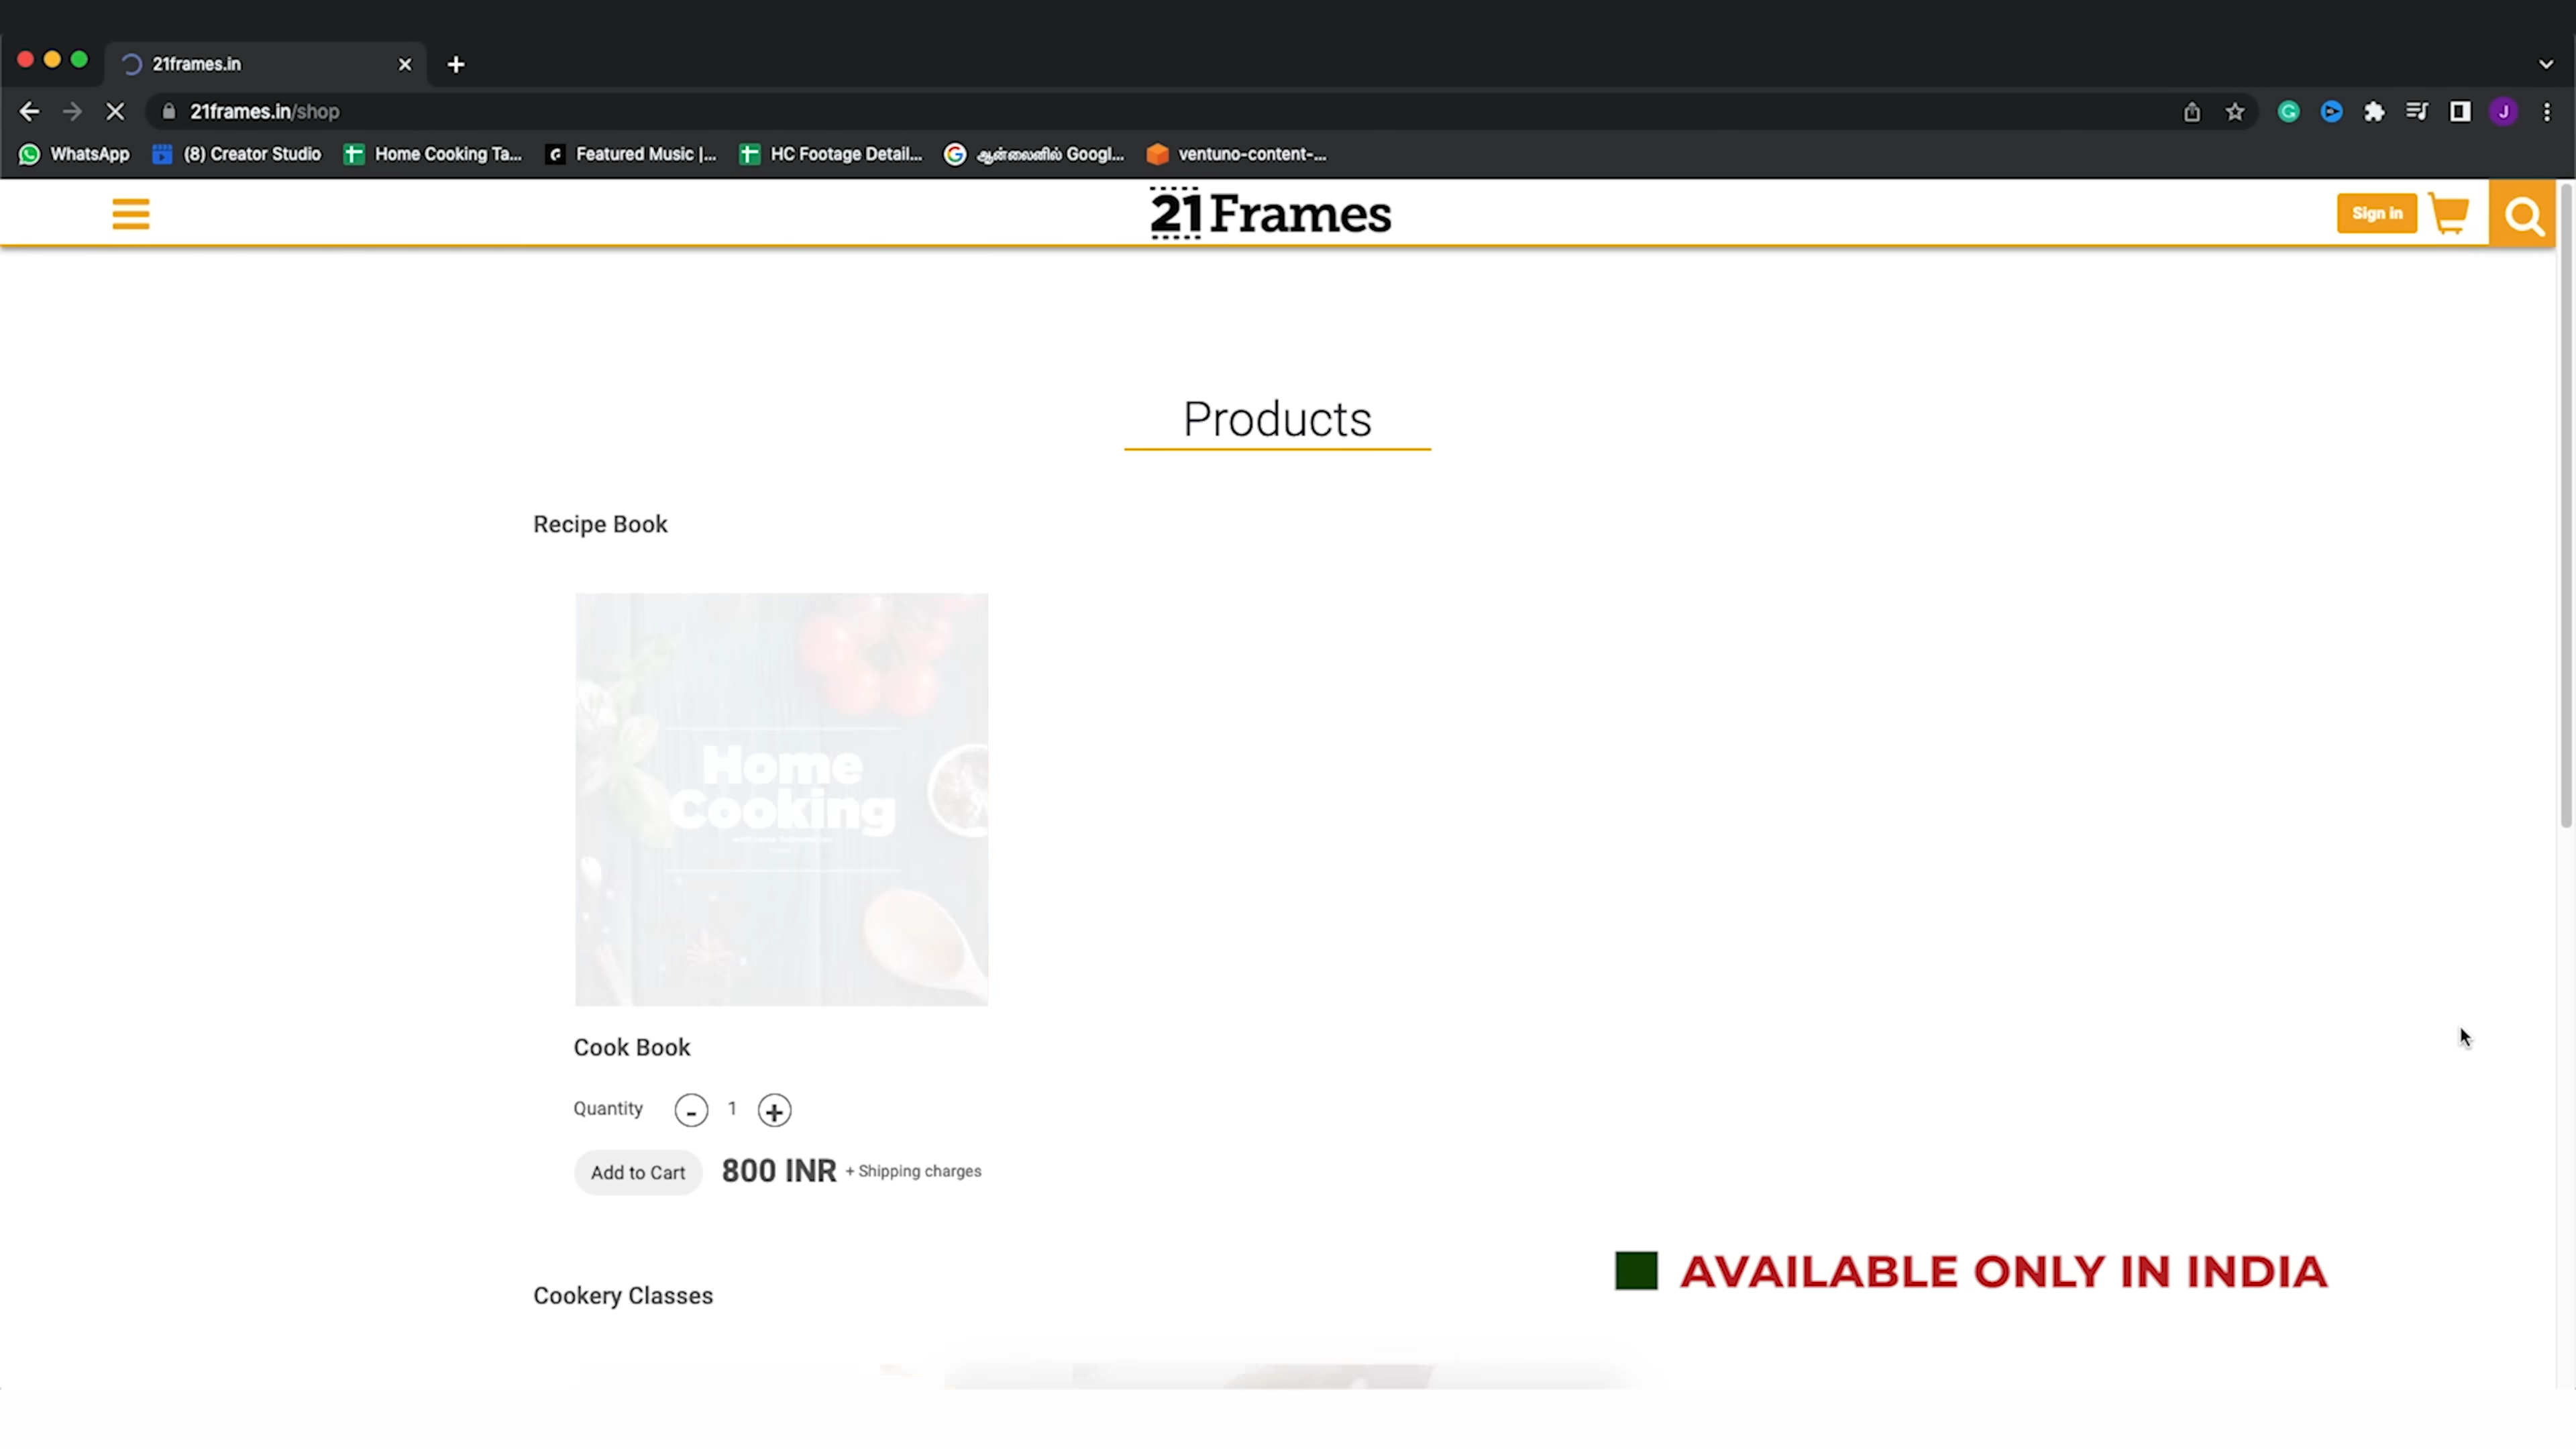 21frames.in
21frames.in/shop
J
WhatsApp
(8) Creator Studio
Home Cooking Ta...
Featured Music |...
HC Footage Detail...
ஆன்லைனில் Googl...
ventuno-content-...
21Frames
Sign in
Products
Recipe Book
Home
Cooking
Cook Book
Quantity - 1 +
Add to Cart 800 INR + Shipping charges
AVAILABLE ONLY IN INDIA
Cookery Classes